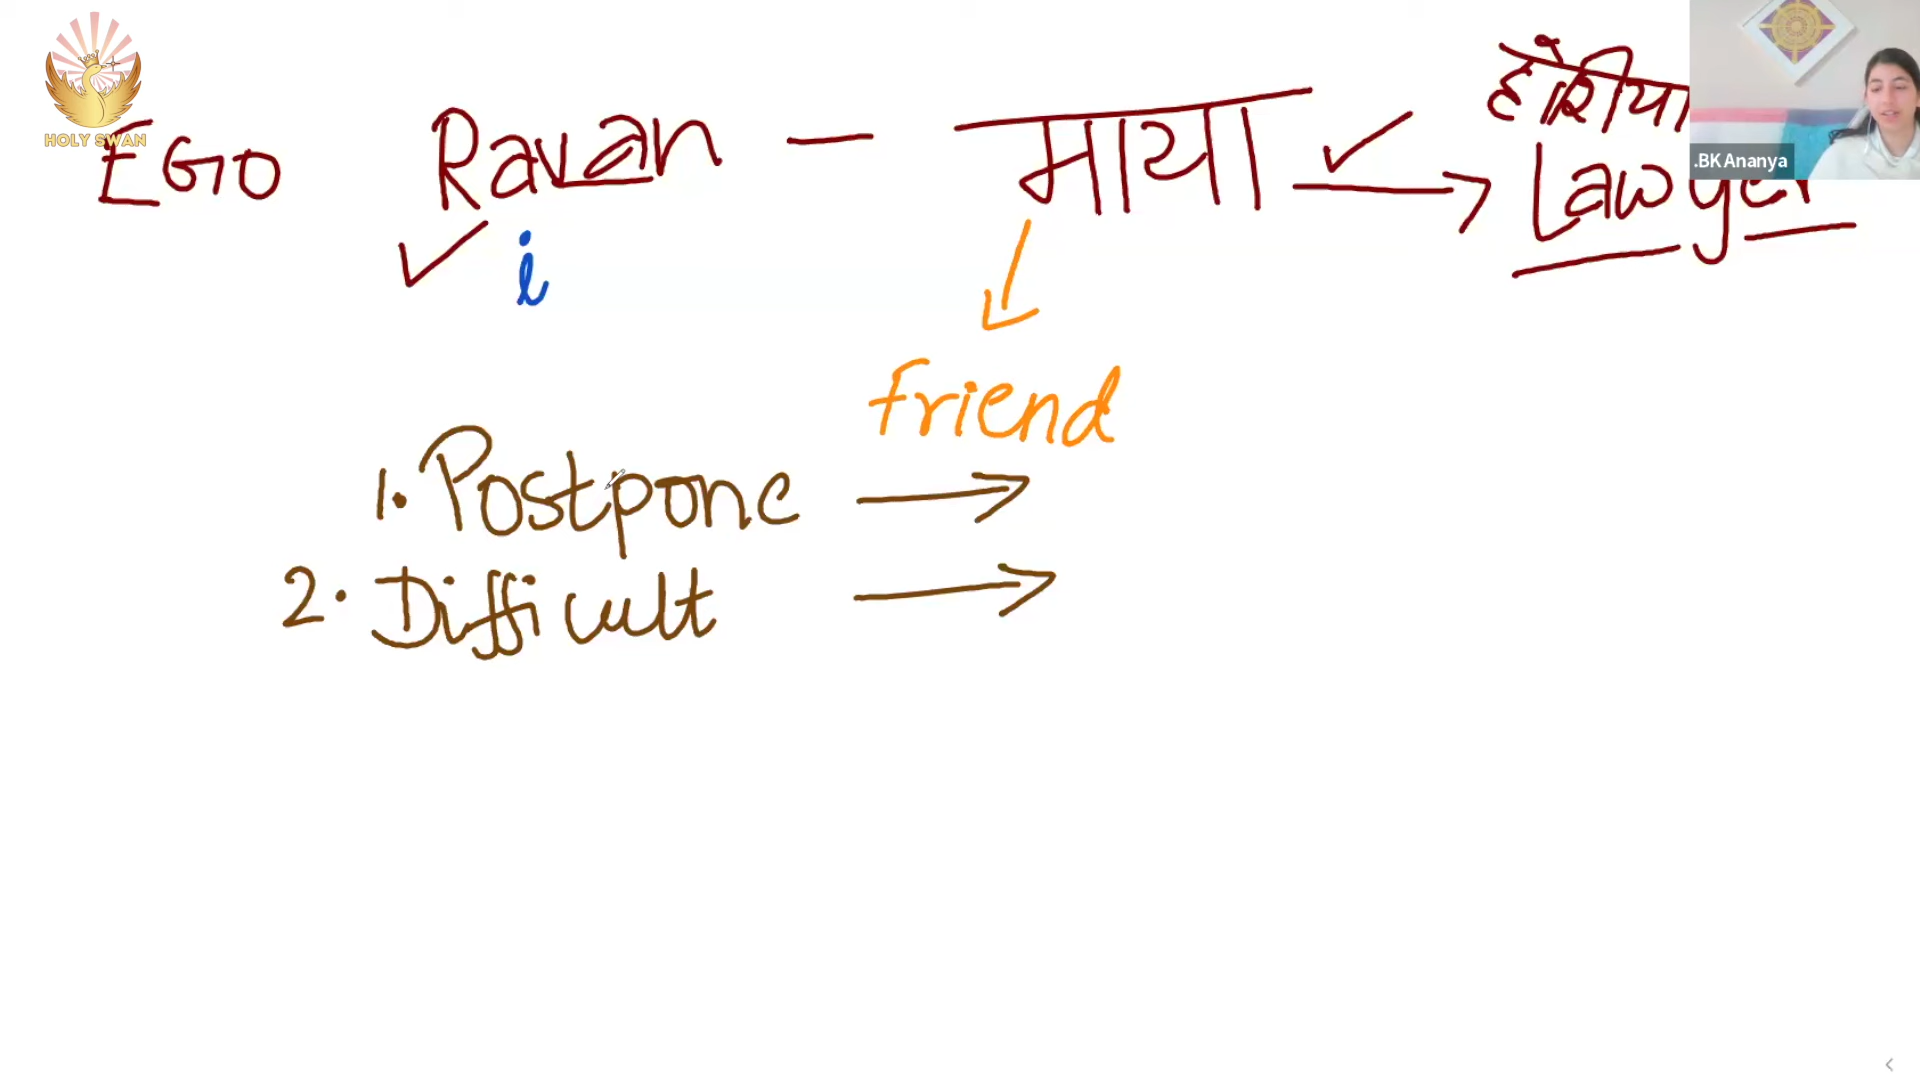 HOLY SWAN
होशिया
.BK Ananya
EGO Ravan - माया → Lawyer
i
Friend
1. Postpone →
2. Difficult →